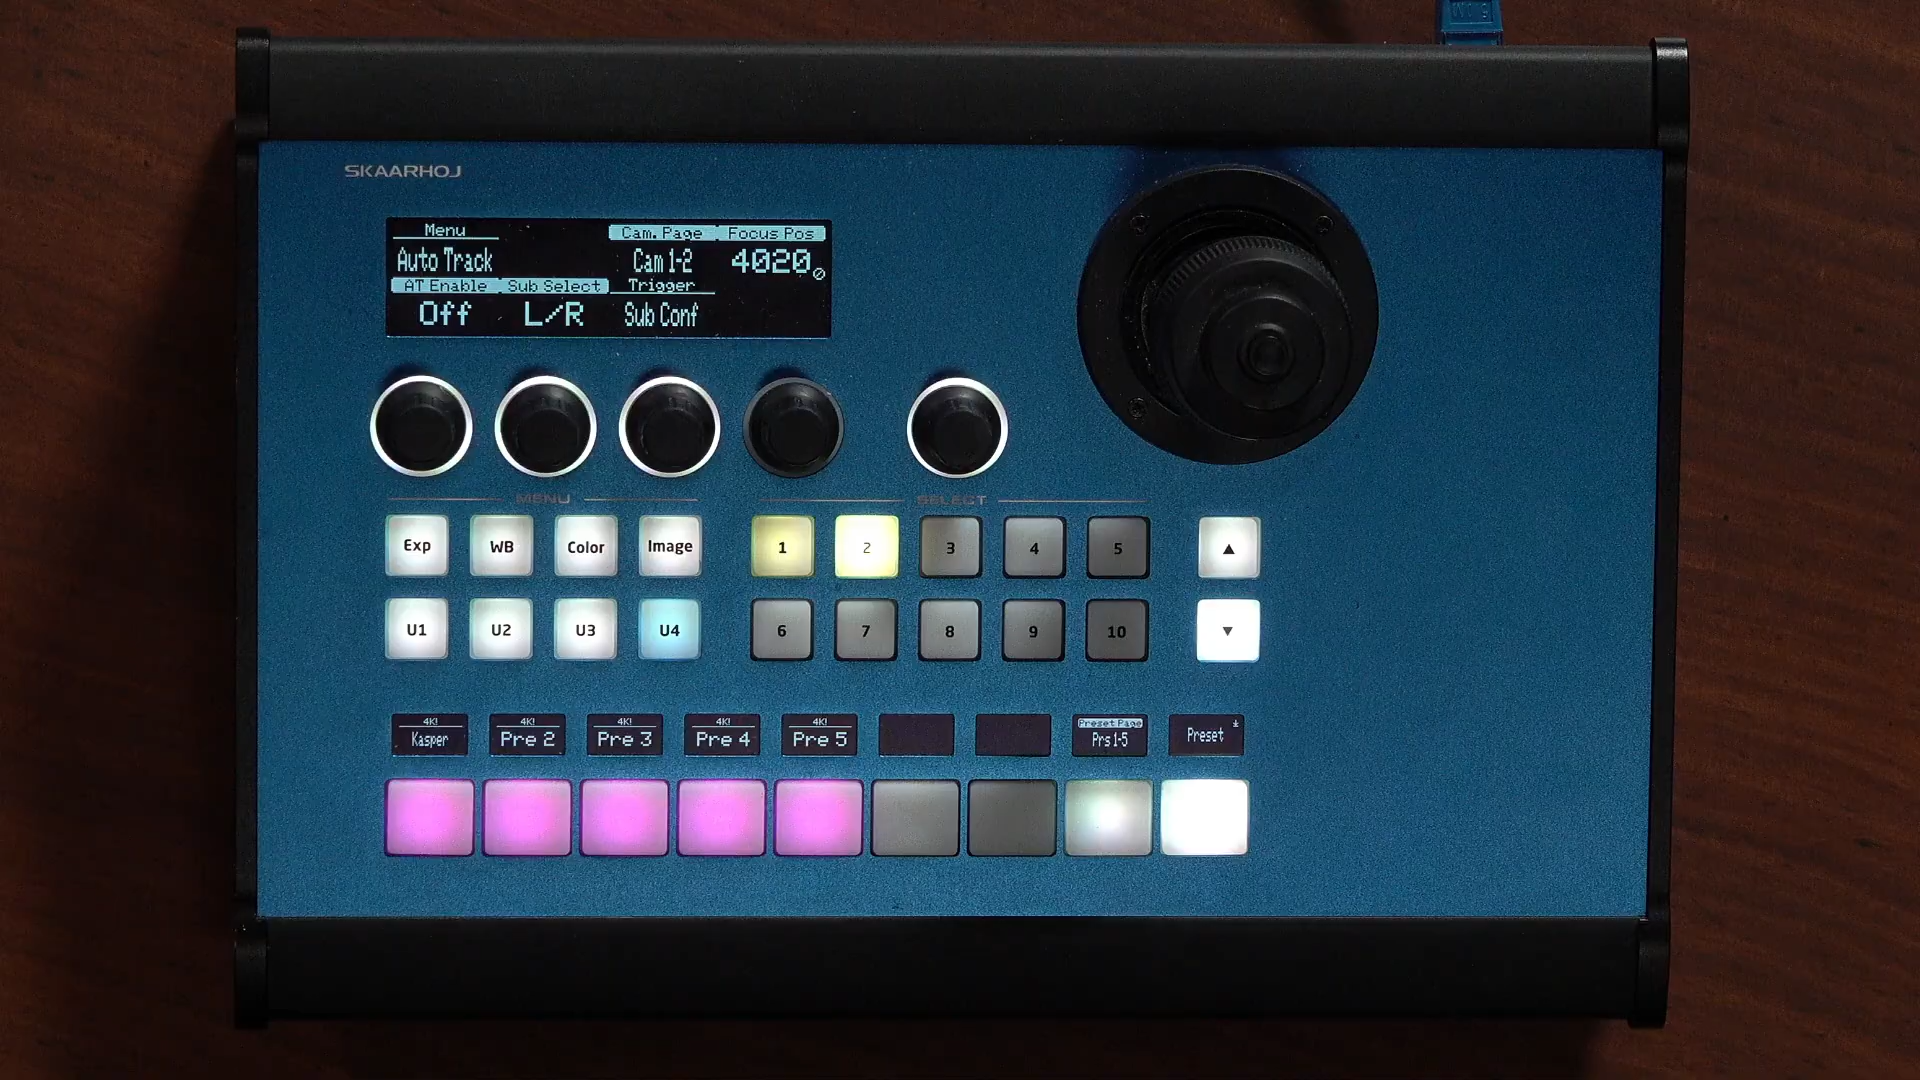 SKAARHOJ
Menu
Cam. Page Focus Pos
Auto Track Cam 1-2 4020
AT Enable Sub Select Trigger
Off L/R Sub Conf
MENU SELECT
Exp WB Color Image 1 2 3 4 5 ▲
U1 U2 U3 U4 6 7 8 9 10 ▼
4K! 4K! 4K! 4K! 4K! Preset Page
Kasper Pre 2 Pre 3 Pre 4 Pre 5 Prs 1-5 Preset